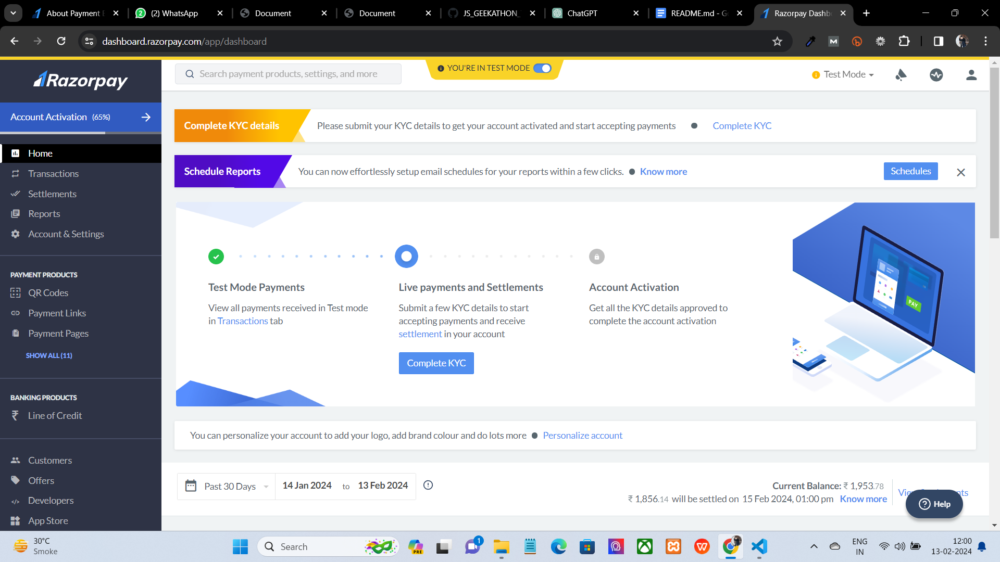 About Payment
(2) WhatsApp
Document
Document
JS_GEEKATHON_
ChatGPT
README.md - G
Razorpay Dashb
dashboard.razorpay.com/app/dashboard
Razorpay
Search payment products, settings, and more
YOU'RE IN TEST MODE
Test Mode
Account Activation (65%)
Complete KYC details
Please submit your KYC details to get your account activated and start accepting payments
Complete KYC
Home
Transactions
Settlements
Reports
Account & Settings
Schedule Reports
You can now effortlessly setup email schedules for your reports within a few clicks.
Know more
Schedules
PAYMENT PRODUCTS
QR Codes
Payment Links
Payment Pages
SHOW ALL (11)
BANKING PRODUCTS
Line of Credit
Customers
Offers
Developers
App Store
Test Mode Payments
View all payments received in Test mode
in Transactions tab
Live payments and Settlements
Submit a few KYC details to start
accepting payments and receive
settlement in your account
Complete KYC
Account Activation
Get all the KYC details approved to
complete the account activation
PAY
You can personalize your account to add your logo, add brand colour and do lots more
Personalize account
Past 30 Days
14 Jan 2024 to 13 Feb 2024
Current Balance: ₹ 1,953.78
₹ 1,856.14 will be settled on 15 Feb 2024, 01:00 pm Know more
Help
30°C
Smoke
Search
PRE
1
ENG
IN
12:00
13-02-2024